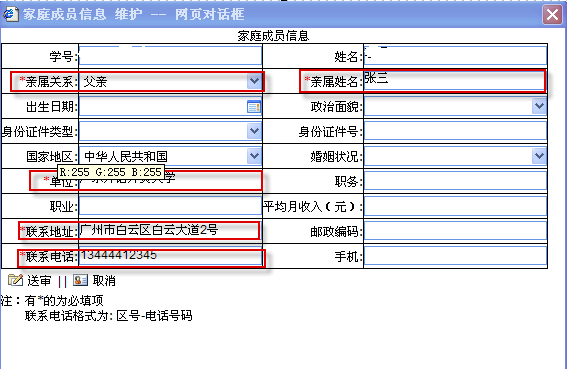 家庭成员信息 维护 -- 网页对话框
家庭成员信息
学号: 姓名:
*亲属关系: 父亲 *亲属姓名: 张三
出生日期: 政治面貌:
身份证件类型: 身份证件号:
国家地区: 中华人民共和国 婚姻状况:
R:255 G:255 B:255
*单位: 大学 职务:
职业: 平均月收入(元):
*联系地址: 广州市白云区白云大道2号 邮政编码:
*联系电话: 13444412345 手机:
送审 || 取消
注：有*的为必填项
联系电话格式为: 区号-电话号码